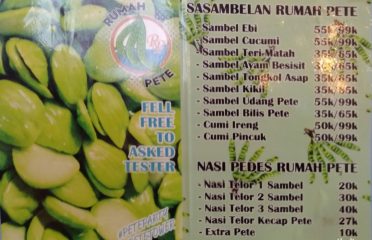 RUMAH
PETE
FELL
FREE
TO
ASKED
TESTER
SASAMBELAN RUMAH PETE
- Sambel Ebi 55k/99k
- Sambel Cucumi 55k/99k
- Sambel Teri Matah 35k/65k
- Sambel Ayam Besisit 35k/65k
- Sambel Tongkol Asap 35k/65k
- Sambel Kikil 35k/65k
- Sambel Udang Pete 55k/99k
- Sambel Bilis Pete 35k/65k
- Cumi Ireng 50k/99k
- Cumi Pincuk 50k/99k
NASI PEDES RUMAH PETE
- Nasi Telor 1 Sambel 20k
- Nasi Telor 2 Sambel 30k
- Nasi Telor 3 Sambel 40k
- Nasi Telor Kecap Pete 27k
- Extra Pete 10k